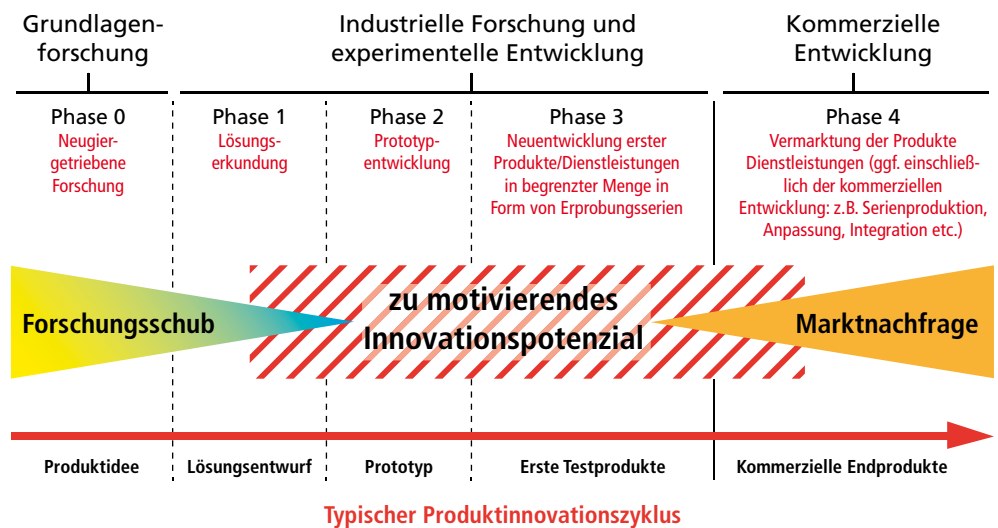 Grundlagen-
forschung
Industrielle Forschung und
experimentelle Entwicklung
Kommerzielle
Entwicklung
Phase 0
Neugier-
getriebene
Forschung
Phase 1
Lösungs-
erkundung
Phase 2
Prototyp-
entwicklung
Phase 3
Neuentwicklung erster
Produkte/Dienstleistungen
in begrenzter Menge in
Form von Erprobungsserien
Phase 4
Vermarktung der Produkte
Dienstleistungen (ggf. einschließ-
lich der kommerziellen
Entwicklung: z.B. Serienproduktion,
Anpassung, Integration etc.)
Forschungsschub
zu motivierendes
Innovationspotenzial
Marktnachfrage
Produktidee
Lösungsentwurf
Prototyp
Erste Testprodukte
Kommerzielle Endprodukte
Typischer Produktinnovationszyklus